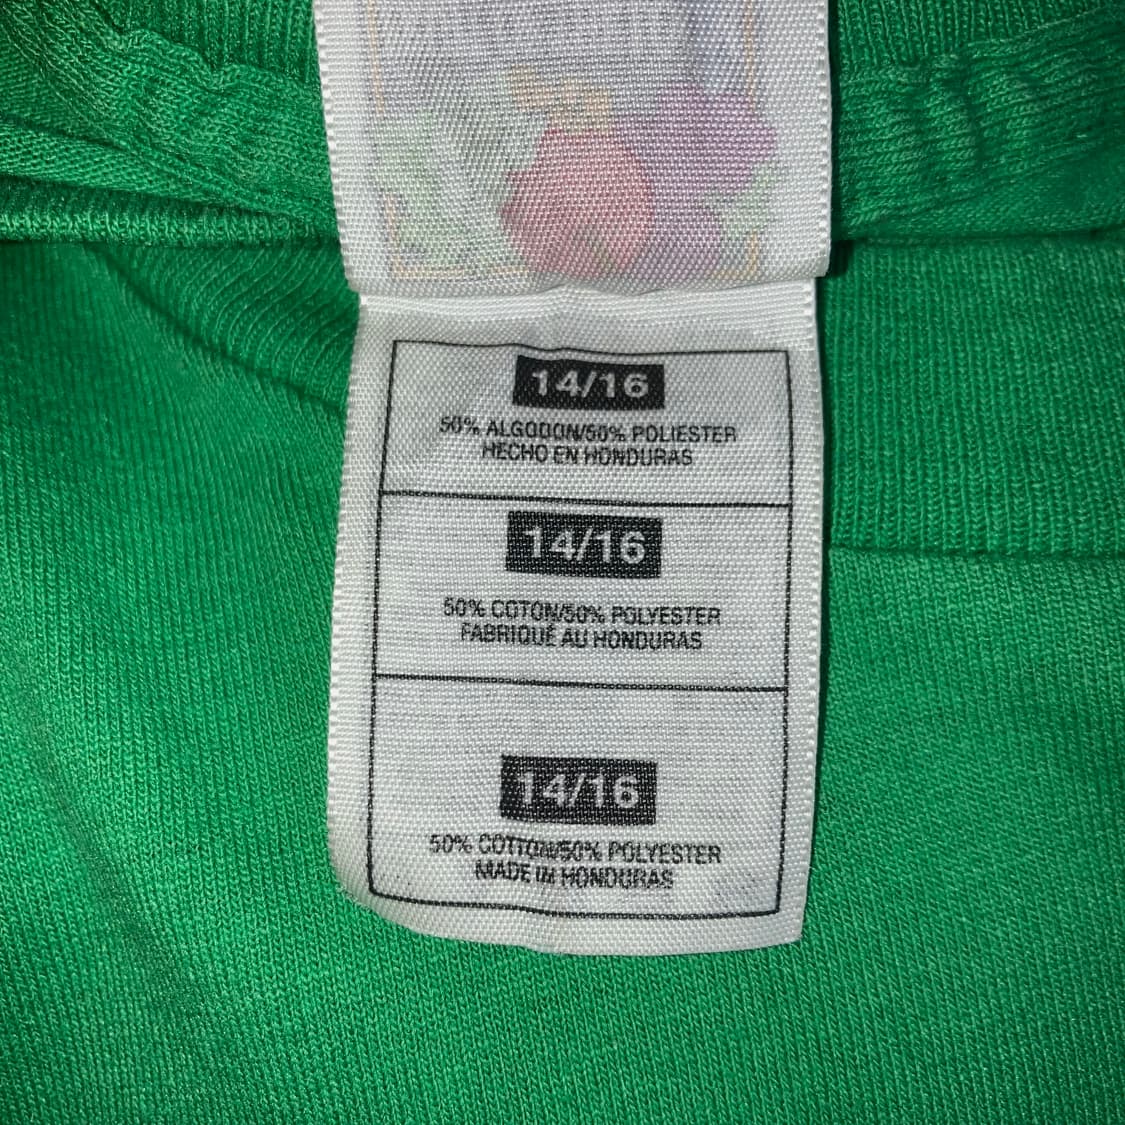 14/16
50% ALGODON/50% POLIESTER
HECHO EN HONDURAS
14/16
50% COTON/50% POLYESTER
FABRIQUÉ AU HONDURAS
14/16
50% COTTON/50% POLYESTER
MADE IN HONDURAS